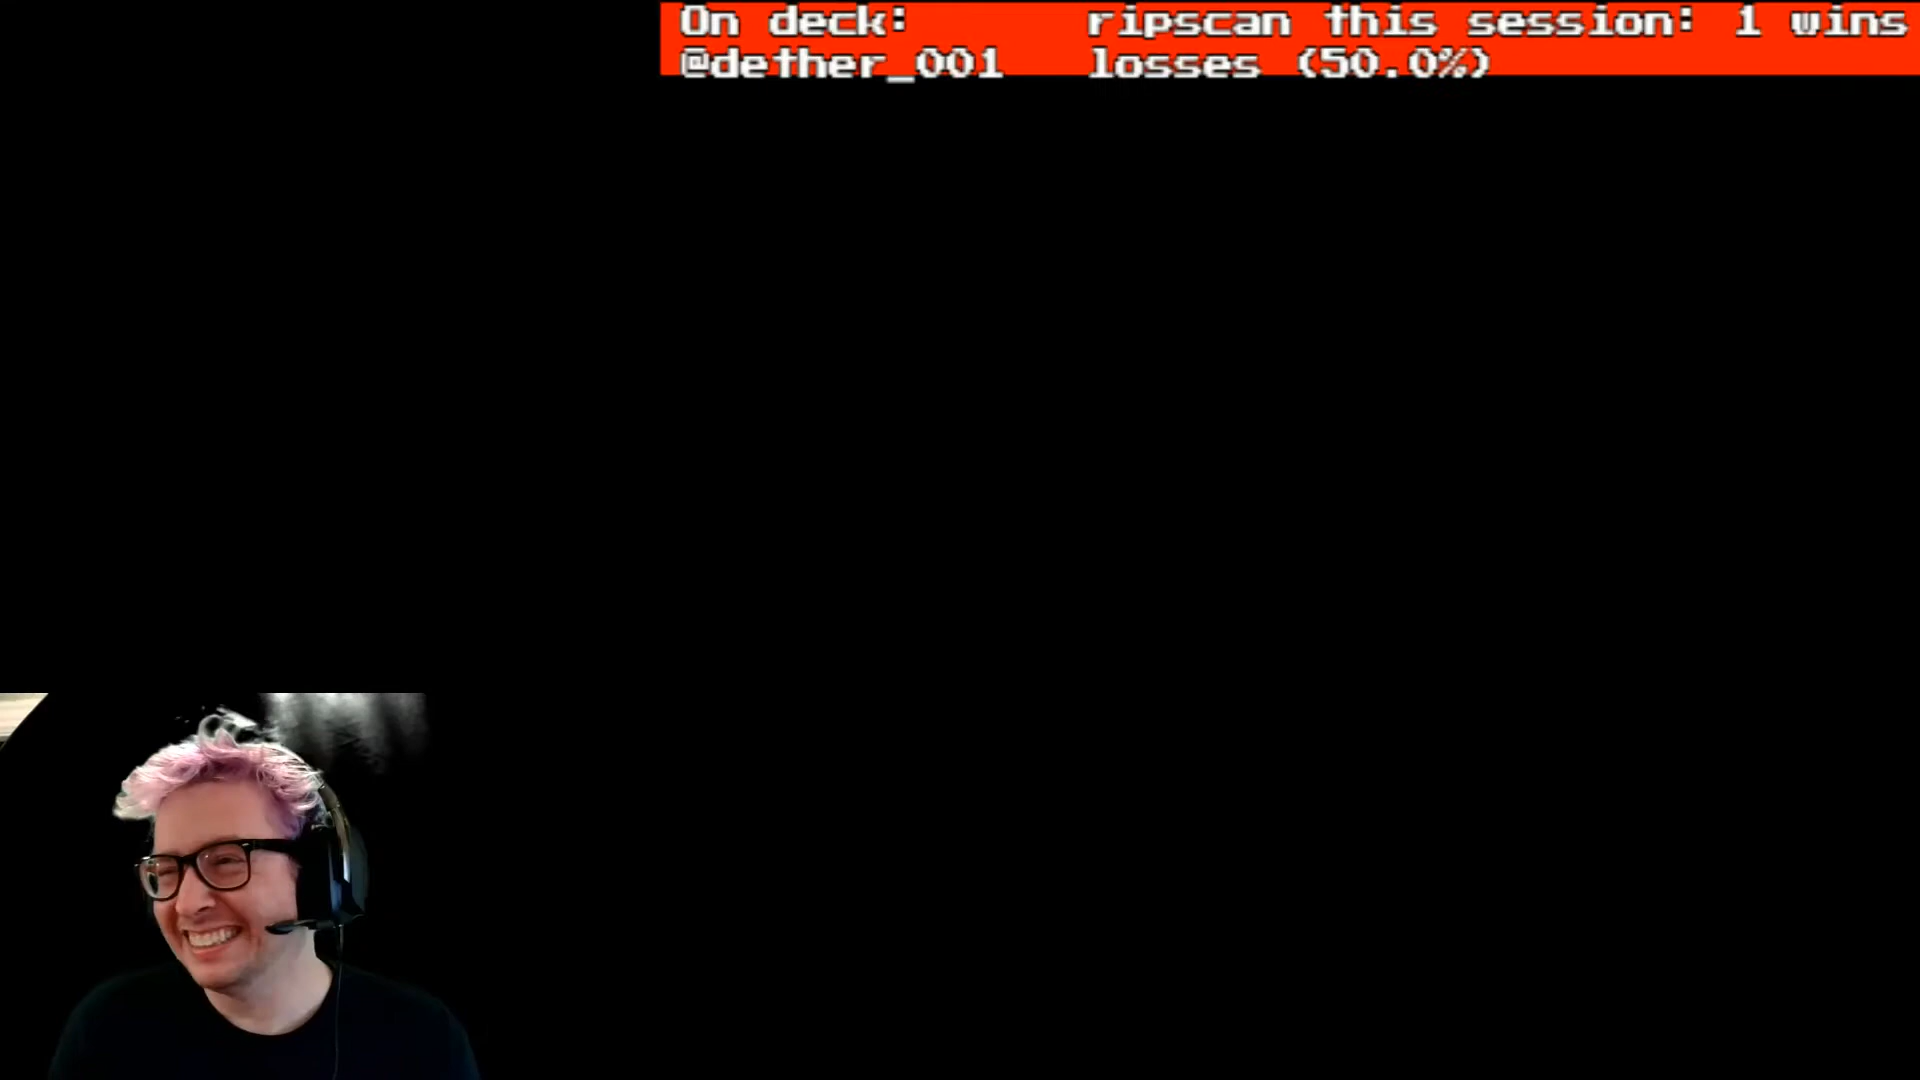 On deck:
@dether_001
ripscan this session: 1 wins
losses (50.0%)